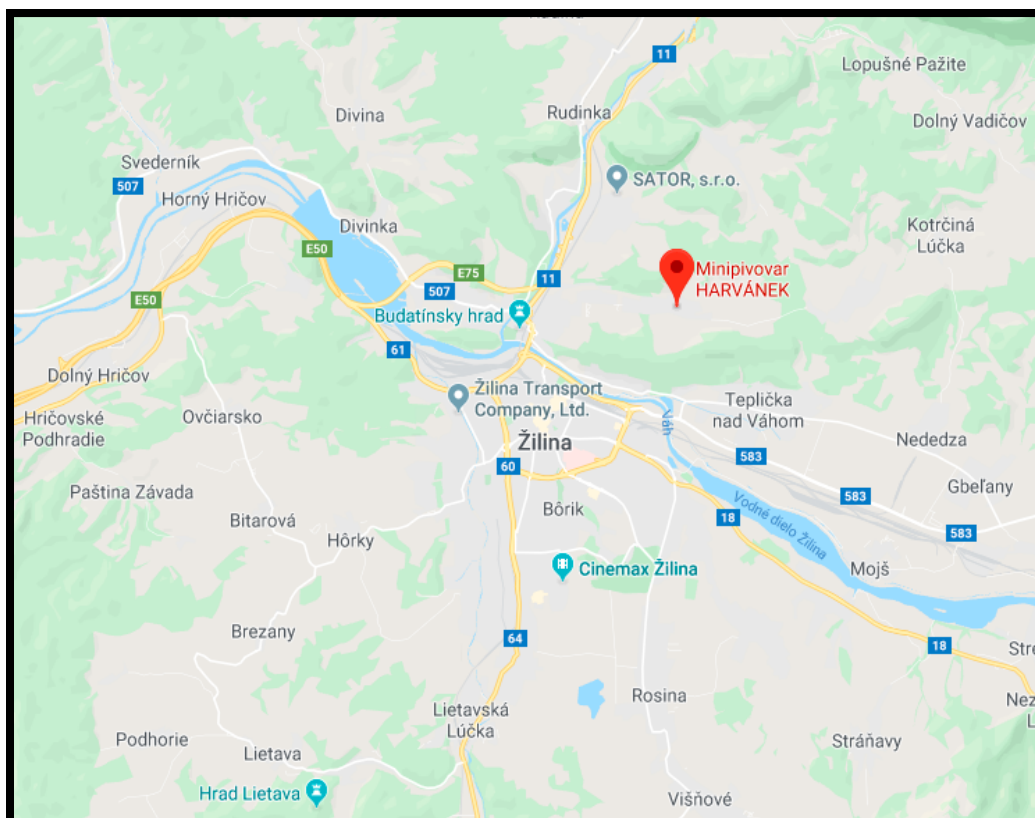 11
Lopušné Pažite
Divina
Rudinka
Dolný Vadičov
Svederník
507
SATOR, s.r.o.
Horný Hričov
Divinka
Kotrčiná
Lúčka
E50
E75
11
Minipivovar
HARVÁNEK
507
E50
Budatínsky hrad
61
Dolný Hričov
Žilina Transport
Company, Ltd.
Teplička
nad Váhom
Hričovské
Podhradie
Ovčiarsko
Váh
Žilina
Nededza
583
60
Gbeľany
Paština Závada
583
Bôrik
Vodné dielo Žilina
18
Bitarová
583
Hôrky
Cinemax Žilina
Mojš
Brezany
64
18
Stre
Rosina
Nez
L
Lietavská
Lúčka
Podhorie
Stráňavy
Lietava
Hrad Lietava
Višňové